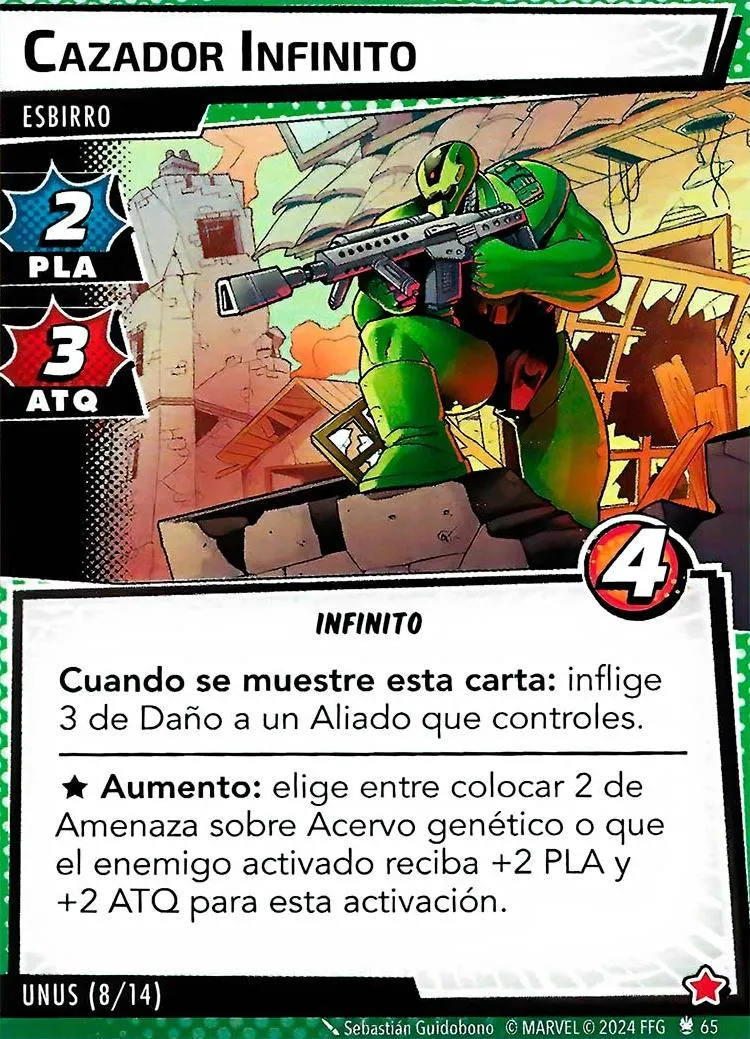 Cazador Infinito
ESBIRRO
2
PLA
3
ATQ
4
INFINITO
Cuando se muestre esta carta: inflige
3 de Daño a un Aliado que controles.
★ Aumento: elige entre colocar 2 de
Amenaza sobre Acervo genético o que
el enemigo activado reciba +2 PLA y
+2 ATQ para esta activación.
UNUS (8/14)
Sebastián Guidobono © MARVEL © 2024 FFG 65